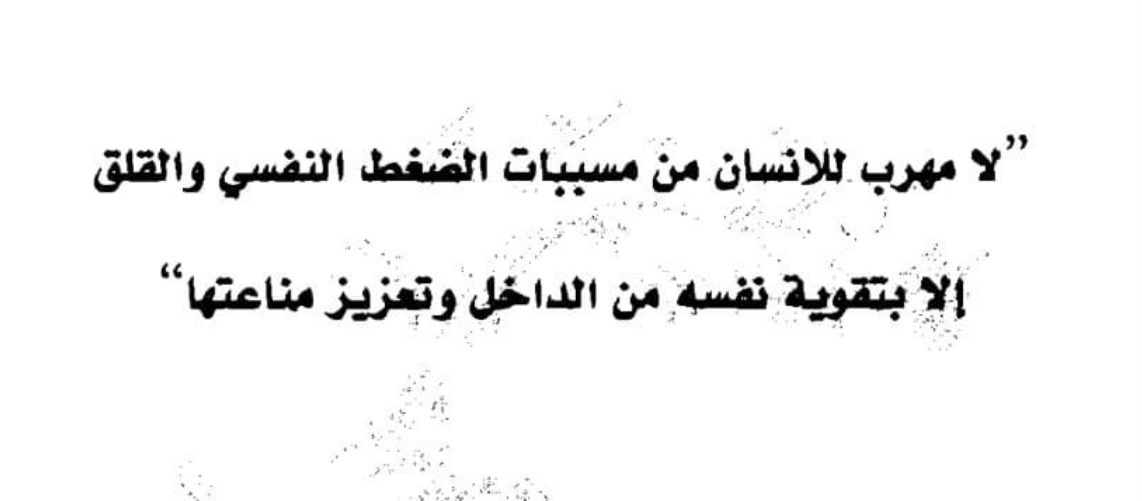 ”لا مهرب للانسان من مسببات الضغط النفسي والقلق
إلا بتقوية نفسه من الداخل وتعزيز مناعتها“